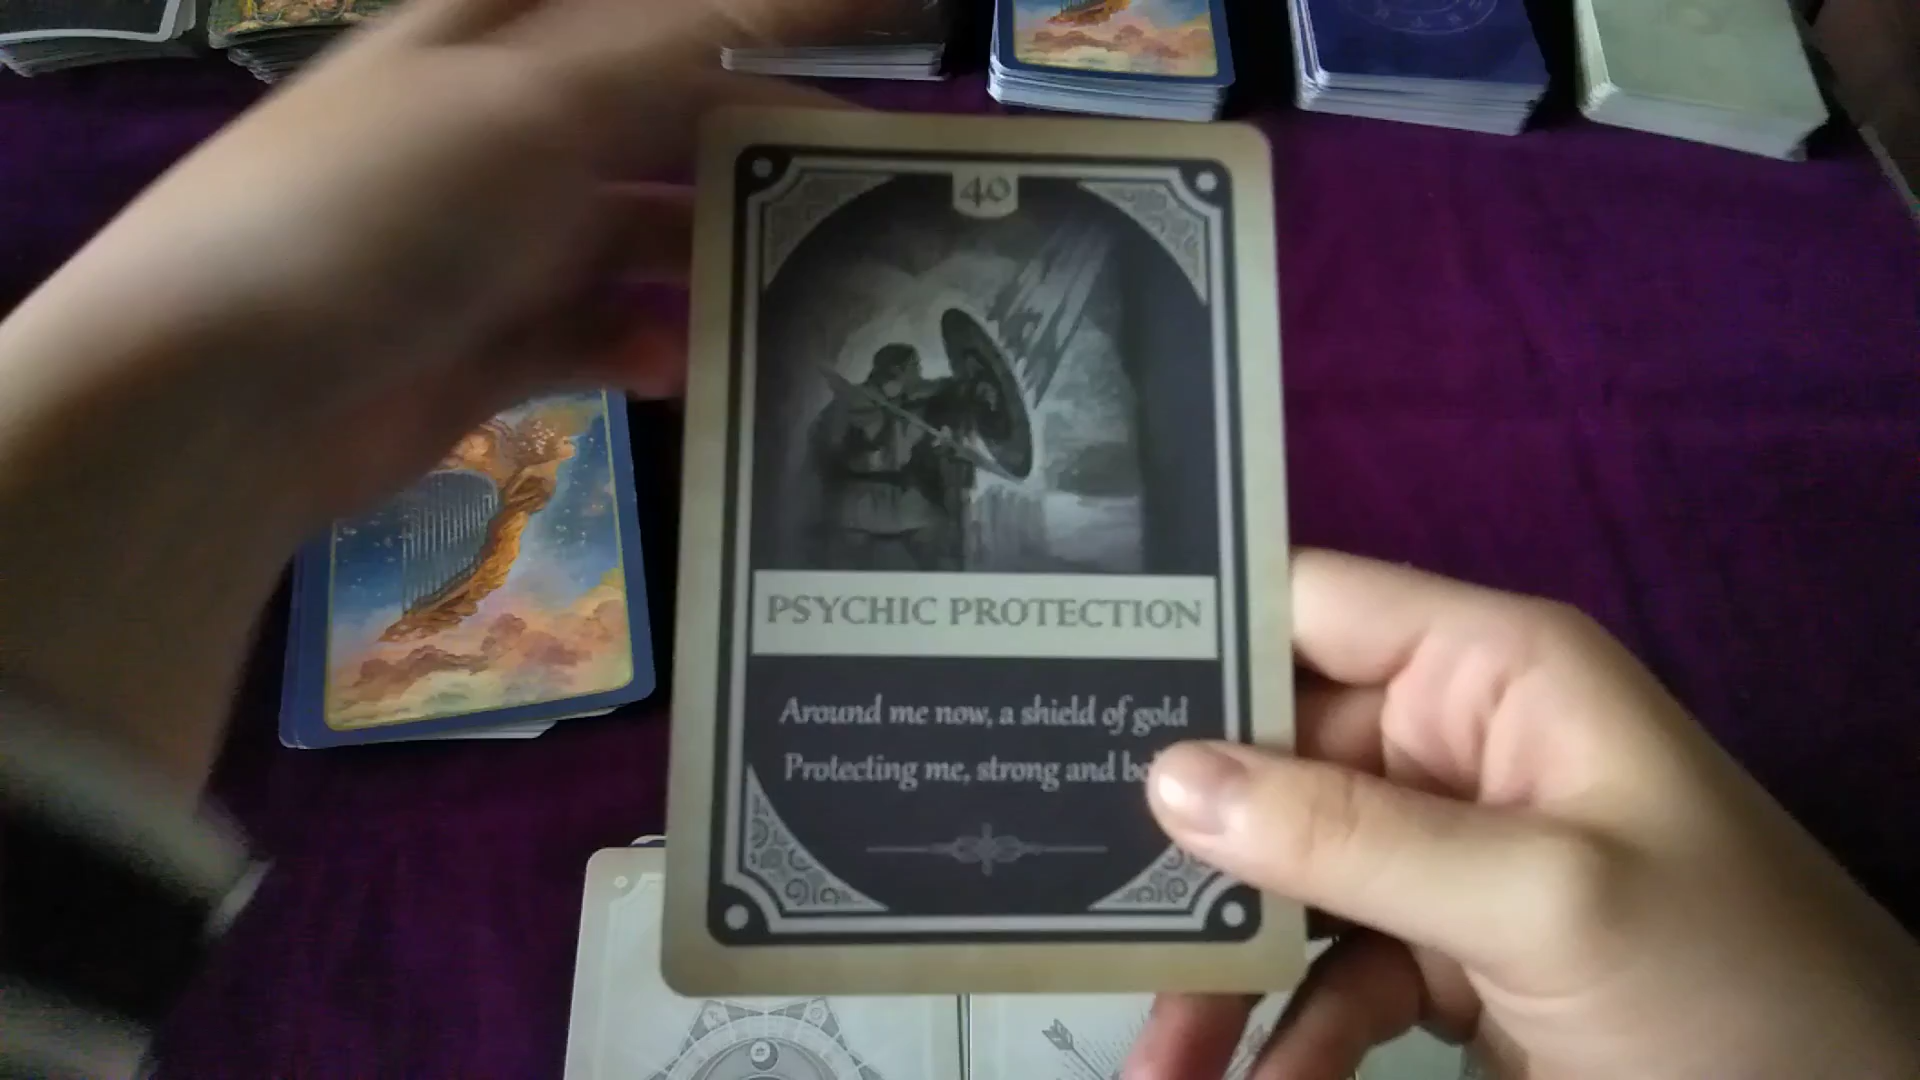 40
PSYCHIC PROTECTION
Around me now, a shield of gold
Protecting me, strong and